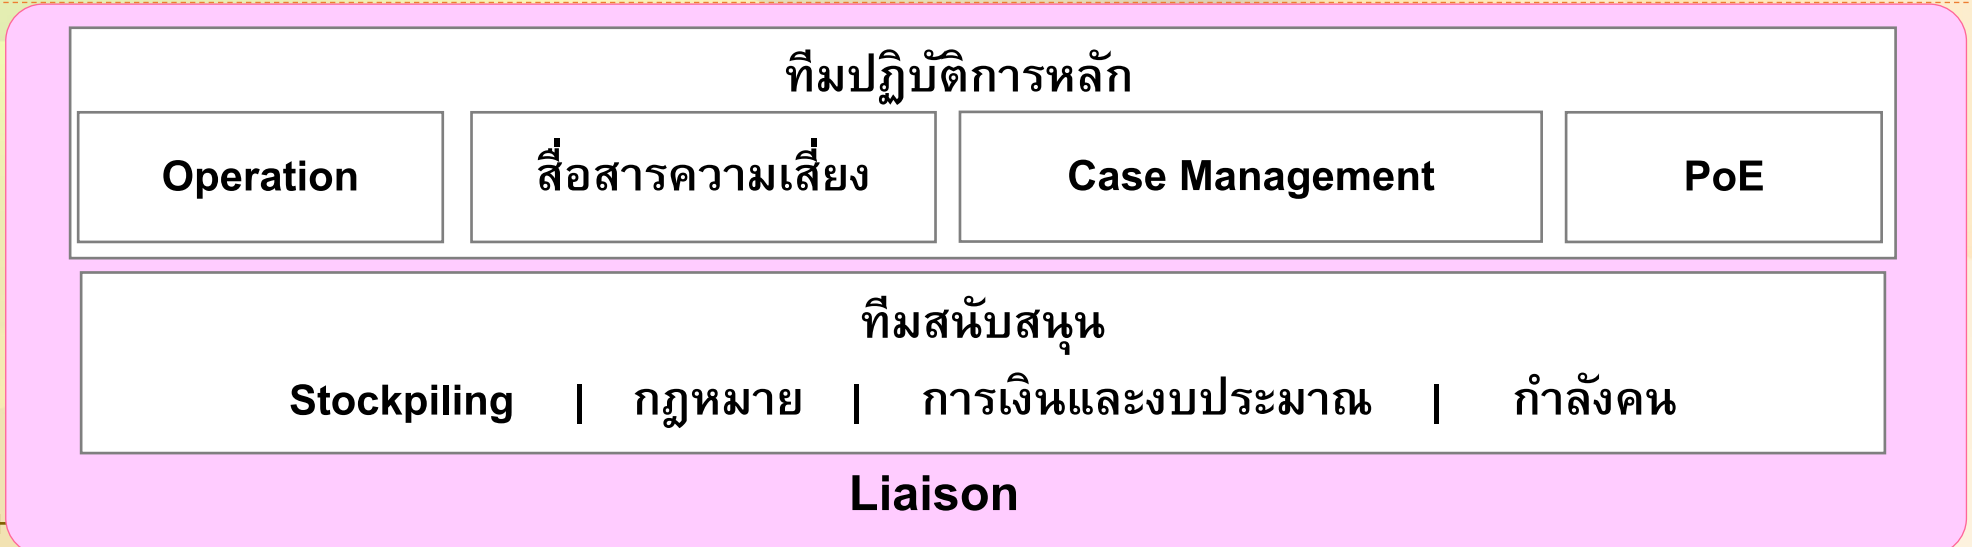 ทีมปฏิบัติการหลัก
Operation
สื่อสารความเสี่ยง
Case Management
PoE
ทีมสนับสนุน
Stockpiling | กฎหมาย | การเงินและงบประมาณ | กำลังคน
Liaison